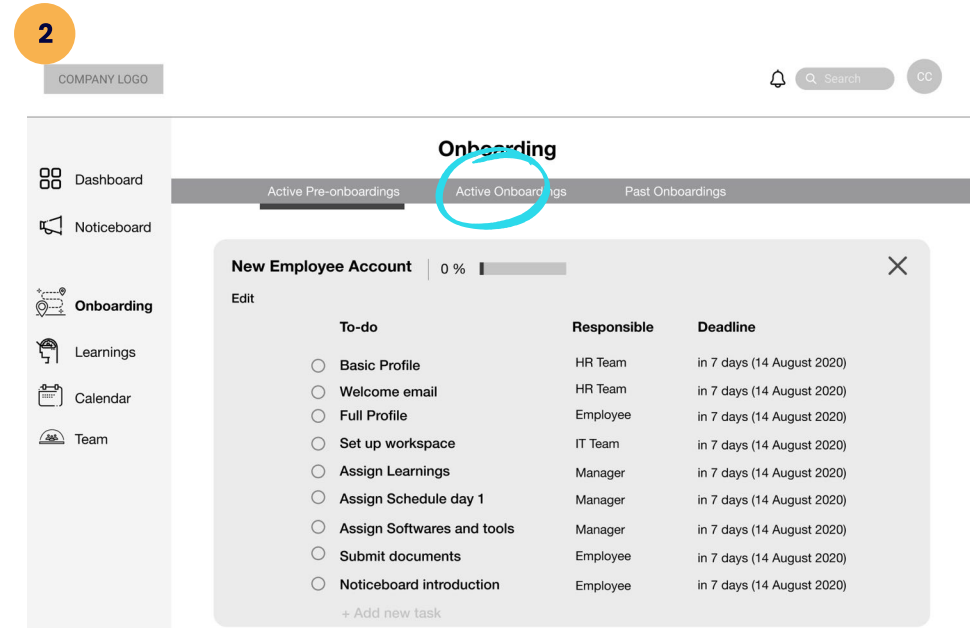 2
COMPANY LOGO
Search
CC
Onboarding
Dashboard
Active Pre-onboardings Active Onboardings Past Onboardings
Noticeboard
New Employee Account 0 %
Edit
Onboarding
To-do Responsible Deadline
Learnings
Basic Profile HR Team in 7 days (14 August 2020)
Welcome email HR Team in 7 days (14 August 2020)
Calendar
Full Profile Employee in 7 days (14 August 2020)
Team
Set up workspace IT Team in 7 days (14 August 2020)
Assign Learnings Manager in 7 days (14 August 2020)
Assign Schedule day 1 Manager in 7 days (14 August 2020)
Assign Softwares and tools Manager in 7 days (14 August 2020)
Submit documents Employee in 7 days (14 August 2020)
Noticeboard introduction Employee in 7 days (14 August 2020)
+ Add new task